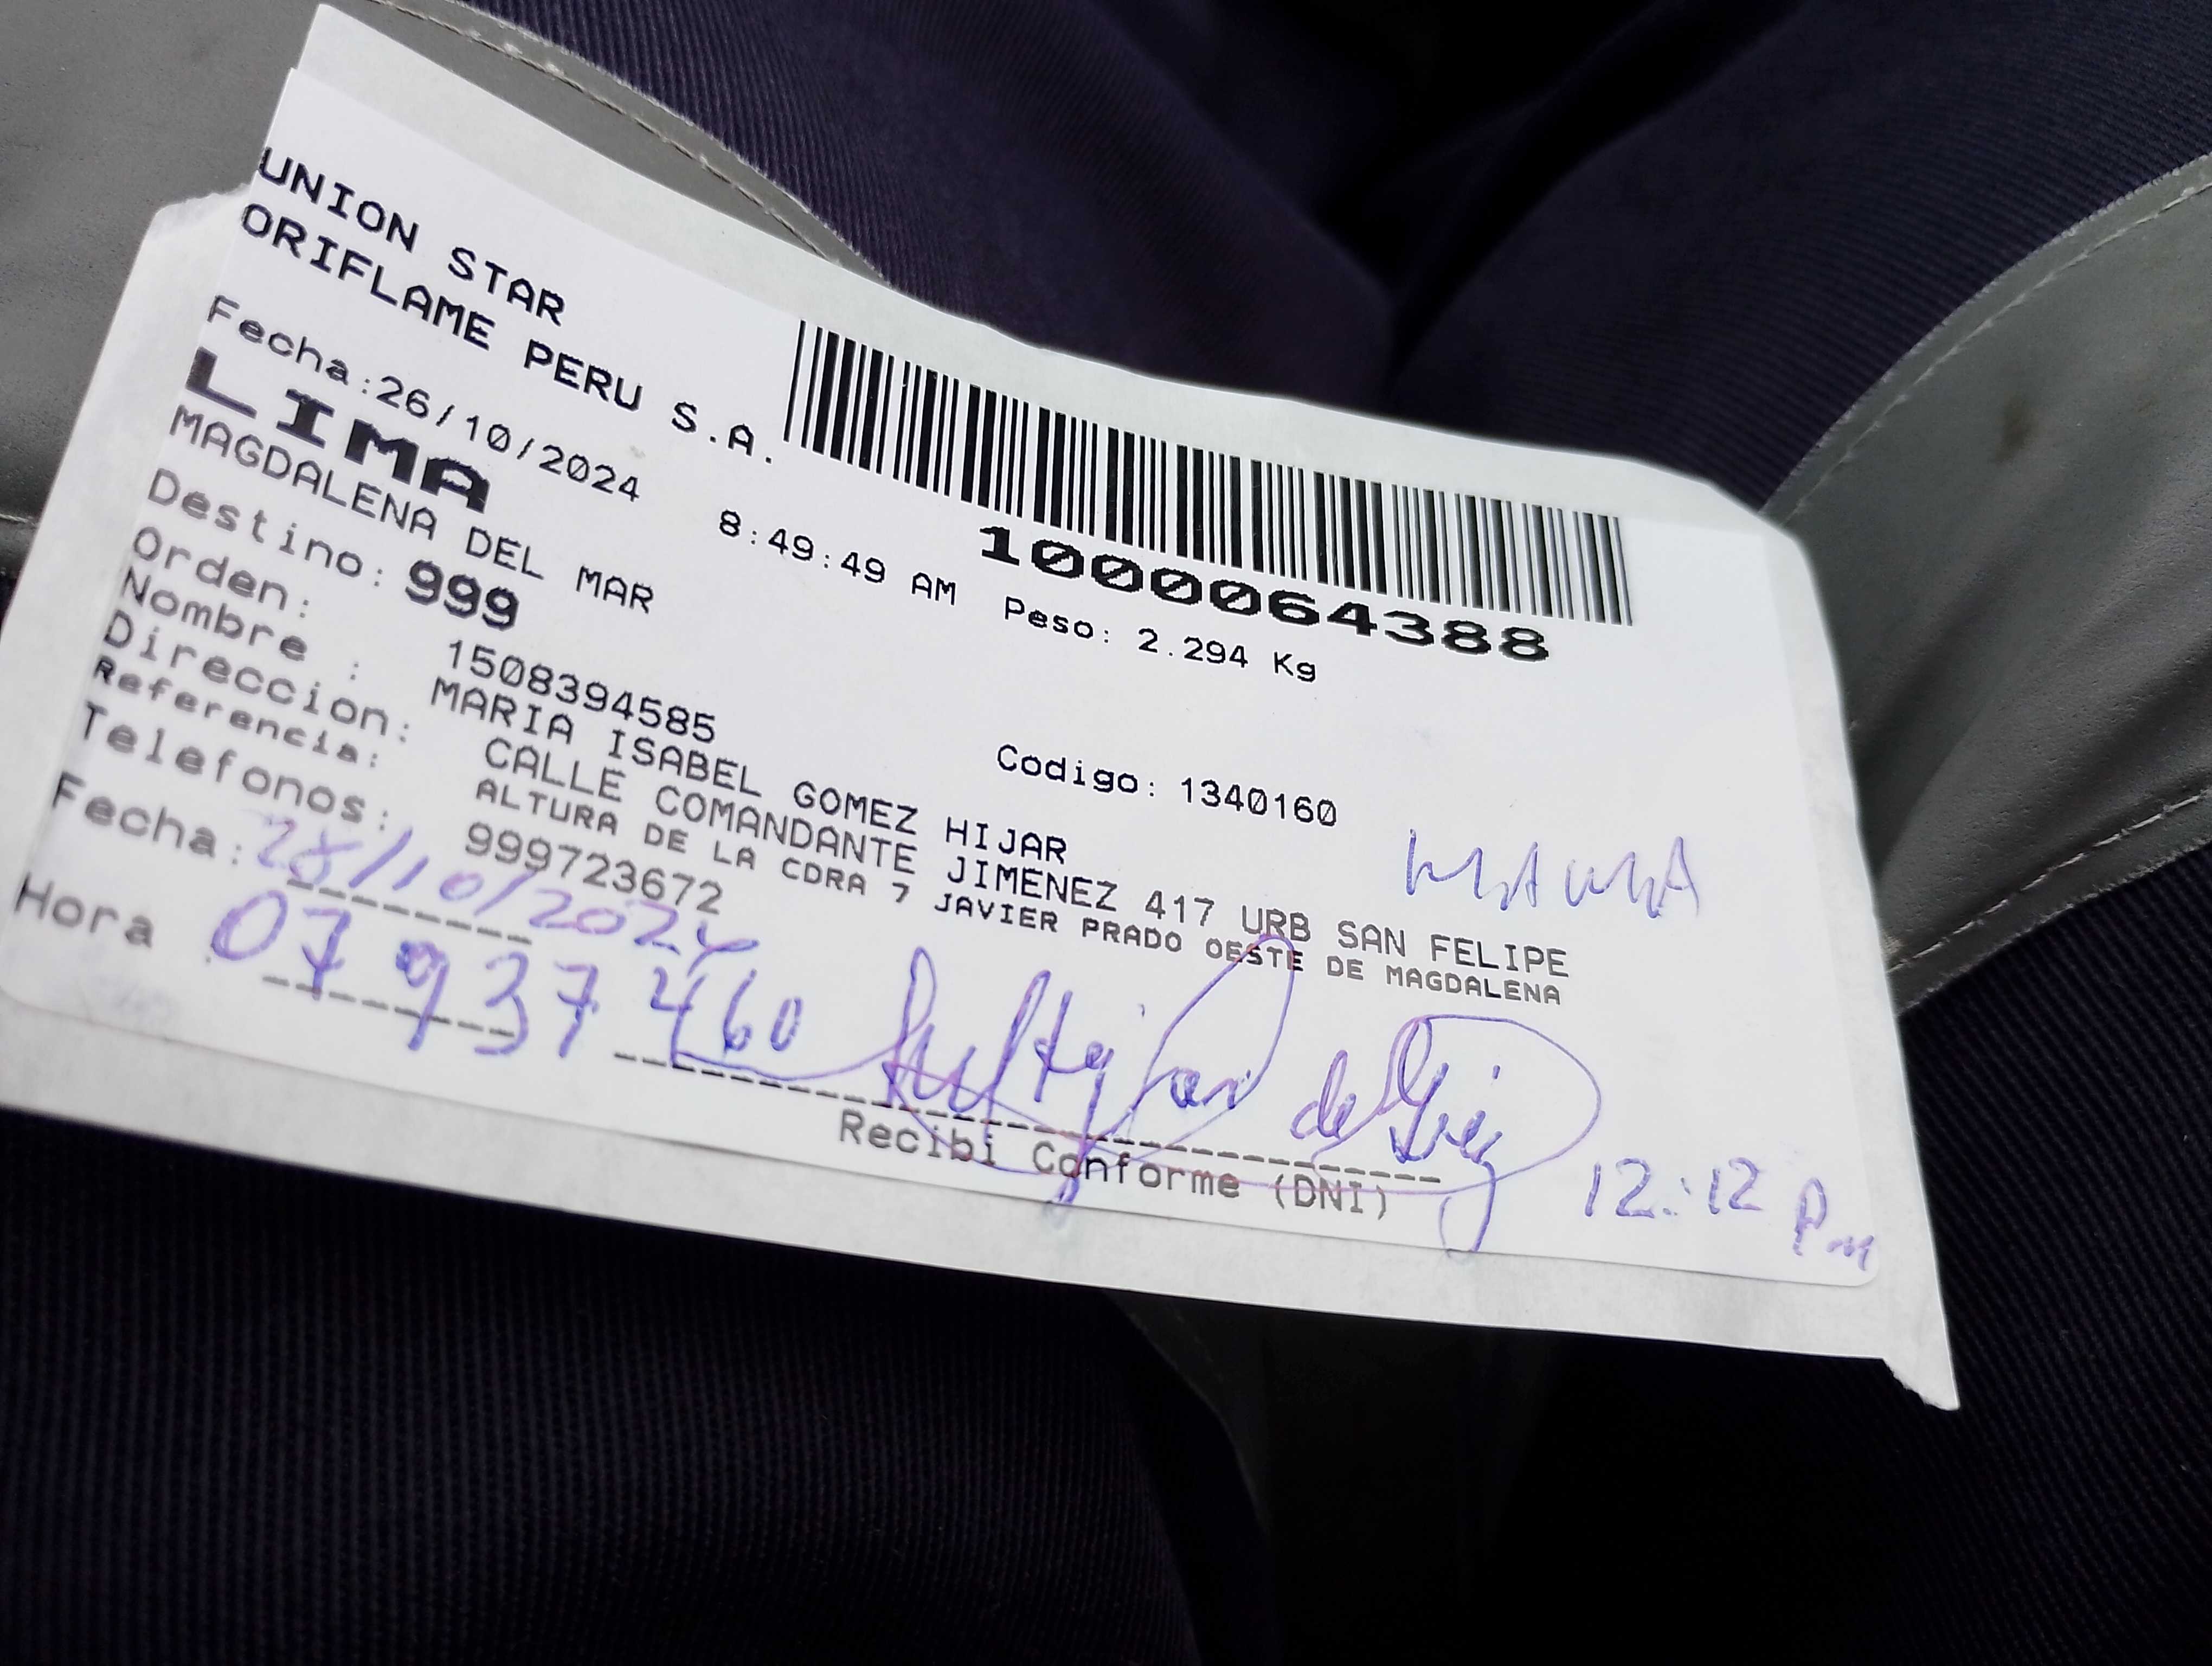 UNION STAR
ORIFLAME PERU S.A.
1000064388
Fecha:26/10/2024 8:49:49 AM Peso: 2.294 Kg
LIMA
MAGDALENA DEL MAR
Destino: 999
Orden: 1508394585 Codigo: 1340160
Nombre : MARIA ISABEL GOMEZ HIJAR
Direccion: CALLE COMANDANTE JIMENEZ 417 URB SAN FELIPE
Referencia: ALTURA DE LA CDRA 7 JAVIER PRADO OESTE DE MAGDALENA
Telefonos: 999723672
MAMA
Fecha: 28/10/2024
Hora 07937460
Recibi Conforme (DNI)
12:12 Pm